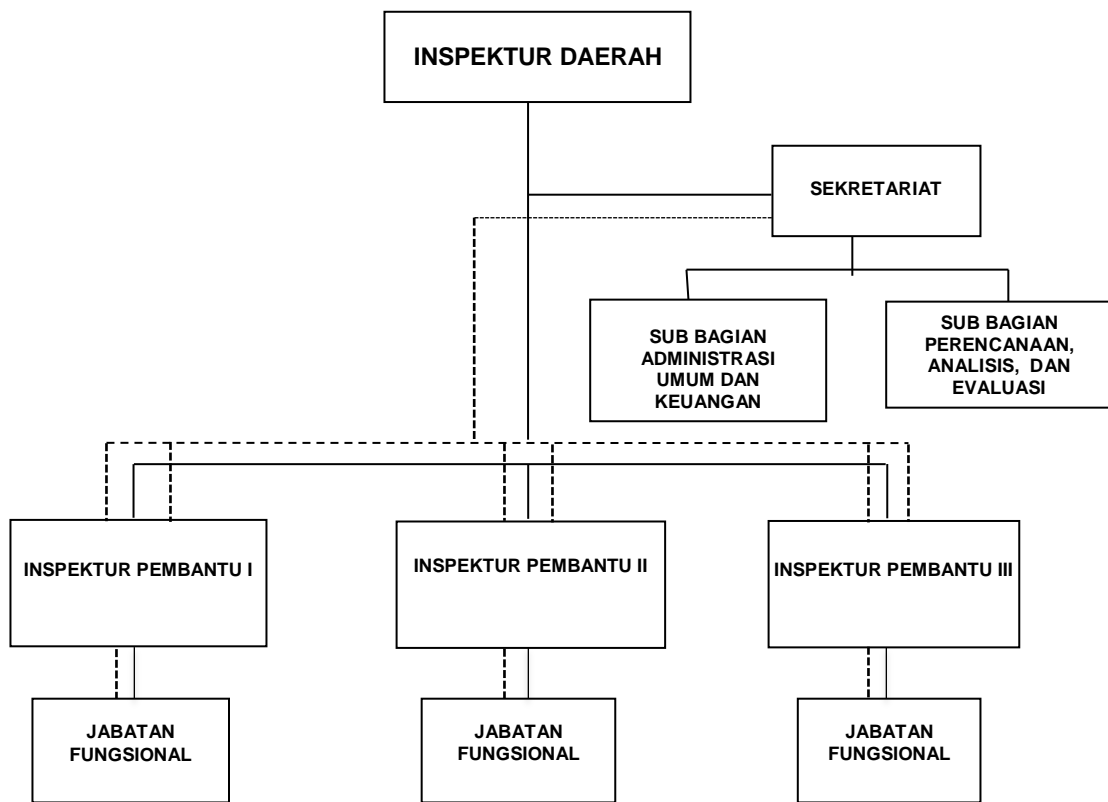 INSPEKTUR DAERAH
SEKRETARIAT
SUB BAGIAN
ADMINISTRASI
UMUM DAN
KEUANGAN
SUB BAGIAN
PERENCANAAN,
ANALISIS, DAN
EVALUASI
INSPEKTUR PEMBANTU I
INSPEKTUR PEMBANTU II
INSPEKTUR PEMBANTU III
JABATAN
FUNGSIONAL
JABATAN
FUNGSIONAL
JABATAN
FUNGSIONAL